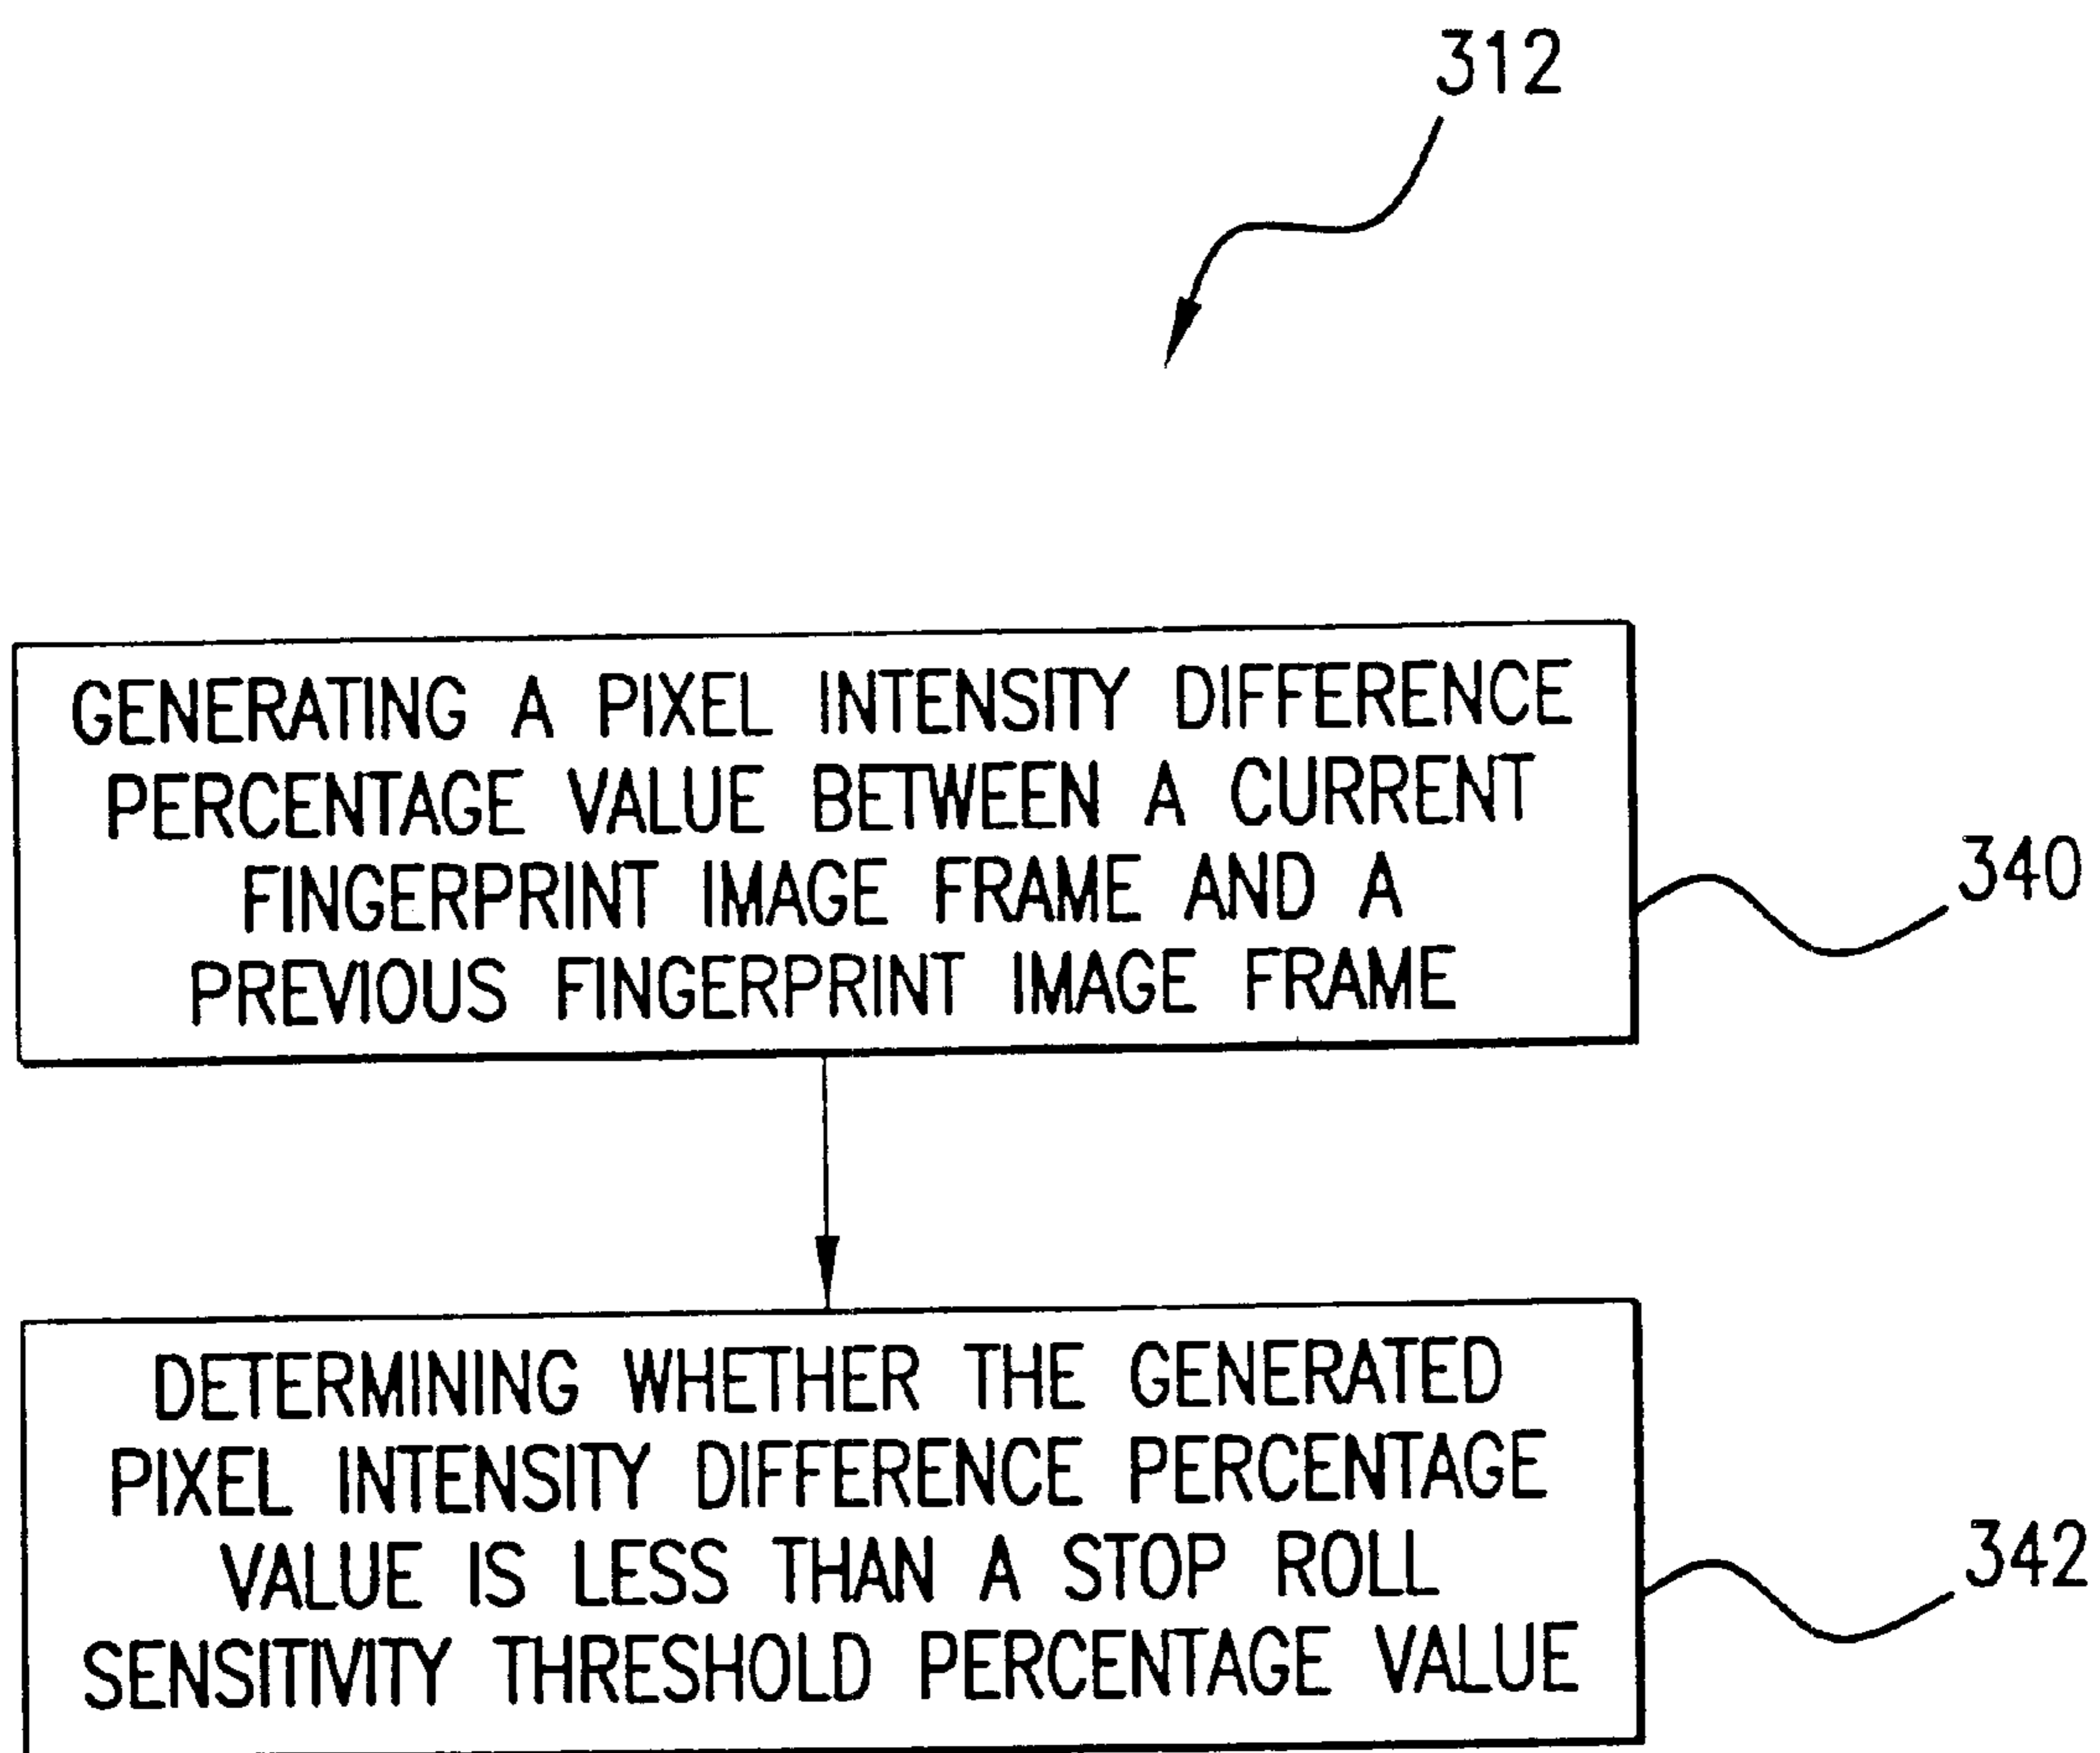 312
GENERATING A PIXEL INTENSITY DIFFERENCE
PERCENTAGE VALUE BETWEEN A CURRENT
FINGERPRINT IMAGE FRAME AND A
PREVIOUS FINGERPRINT IMAGE FRAME
340
DETERMINING WHETHER THE GENERATED
PIXEL INTENSITY DIFFERENCE PERCENTAGE
VALUE IS LESS THAN A STOP ROLL
SENSITIVITY THRESHOLD PERCENTAGE VALUE
342